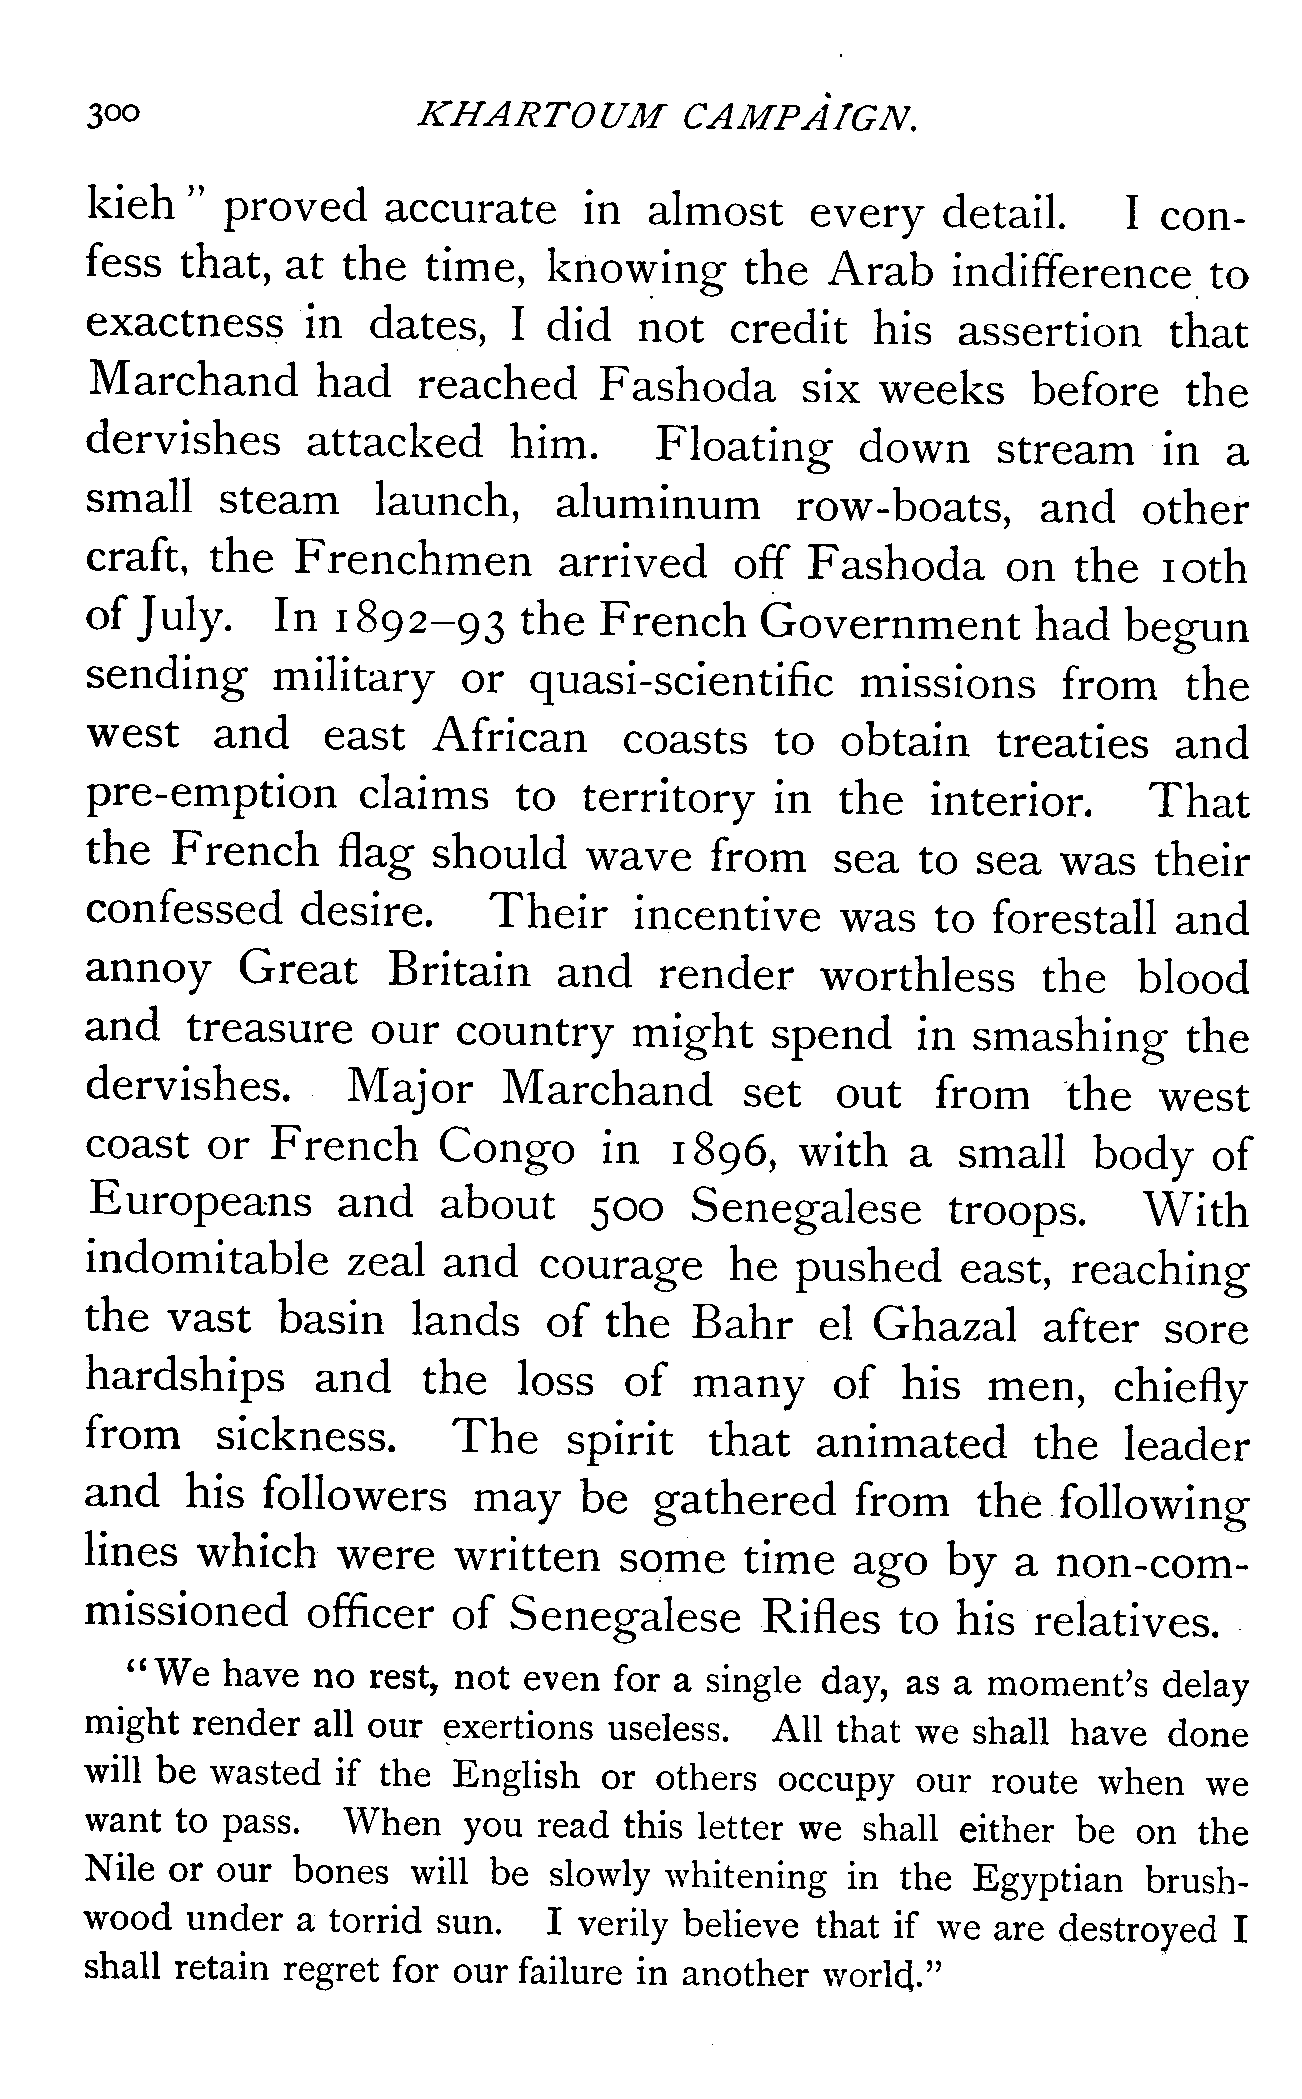 300 KHARTOUM CAMPAIGN.
kieh" proved accurate in almost every detail. I con-
fess that, at the time, knowing the Arab indifference to
exactness in dates, I did not credit his assertion that
Marchand had reached Fashoda six weeks before the
dervishes attacked him. Floating down stream in a
small steam launch, aluminum row-boats, and other
craft, the Frenchmen arrived off Fashoda on the 10th
of July. In 1892–93 the French Government had begun
sending military or quasi-scientific missions from the
west and east African coasts to obtain treaties and
pre-emption claims to territory in the interior. That
the French flag should wave from sea to sea was their
confessed desire. Their incentive was to forestall and
annoy Great Britain and render worthless the blood
and treasure our country might spend in smashing the
dervishes. Major Marchand set out from the west
coast or French Congo in 1896, with a small body of
Europeans and about 500 Senegalese troops. With
indomitable zeal and courage he pushed east, reaching
the vast basin lands of the Bahr el Ghazal after sore
hardships and the loss of many of his men, chiefly
from sickness. The spirit that animated the leader
and his followers may be gathered from the following
lines which were written some time ago by a non-com-
missioned officer of Senegalese Rifles to his relatives.
"We have no rest, not even for a single day, as a moment's delay
might render all our exertions useless. All that we shall have done
will be wasted if the English or others occupy our route when we
want to pass. When you read this letter we shall either be on the
Nile or our bones will be slowly whitening in the Egyptian brush-
wood under a torrid sun. I verily believe that if we are destroyed I
shall retain regret for our failure in another world."